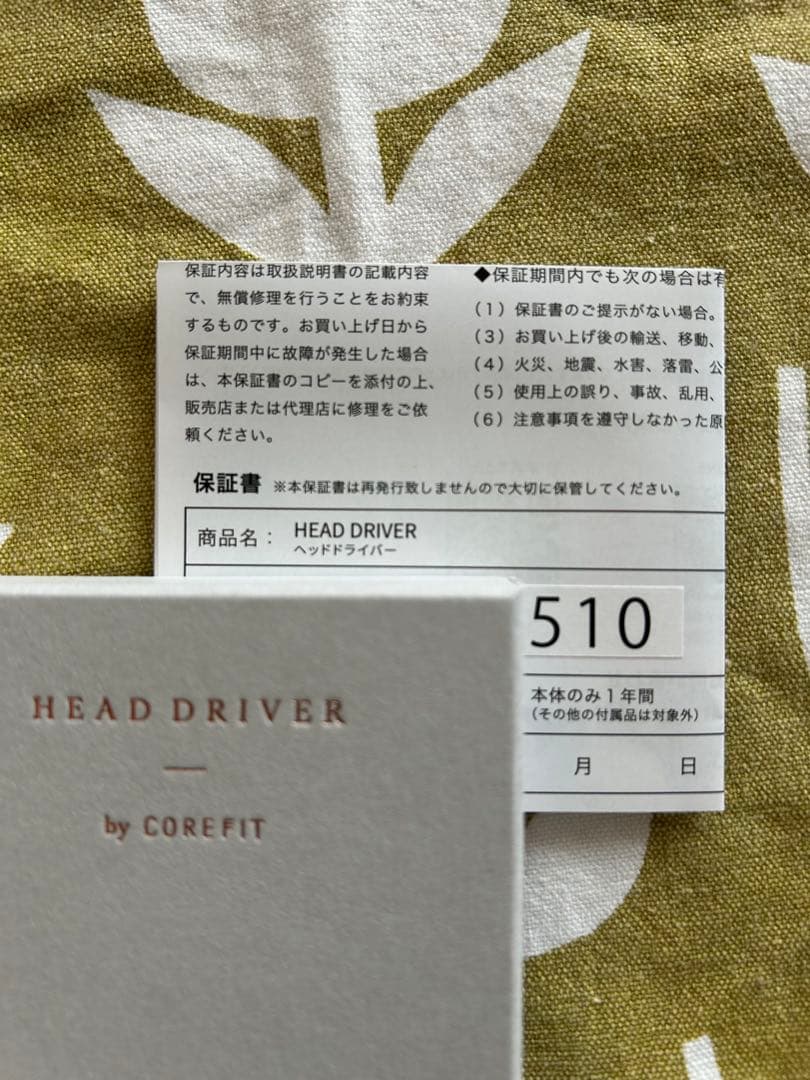 保証内容は取扱説明書の記載内容
で、無償修理を行うことをお約束
するものです。お買い上げ日から
保証期間中に故障が発生した場合
は、本保証書のコピーを添付の上、
販売店または代理店に修理をご依
頼ください。
◆保証期間内でも次の場合は有
（1）保証書のご提示がない場合。
（3）お買い上げ後の輸送、移動、
（4）火災、地震、水害、落雷、公
（5）使用上の誤り、事故、乱用、
（6）注意事項を遵守しなかった原
保証書 ※本保証書は再発行致しませんので大切に保管してください。
商品名： HEAD DRIVER
ヘッドドライバー
510
本体のみ1年間
（その他の付属品は対象外）
月 日
HEAD DRIVER
by COREFIT